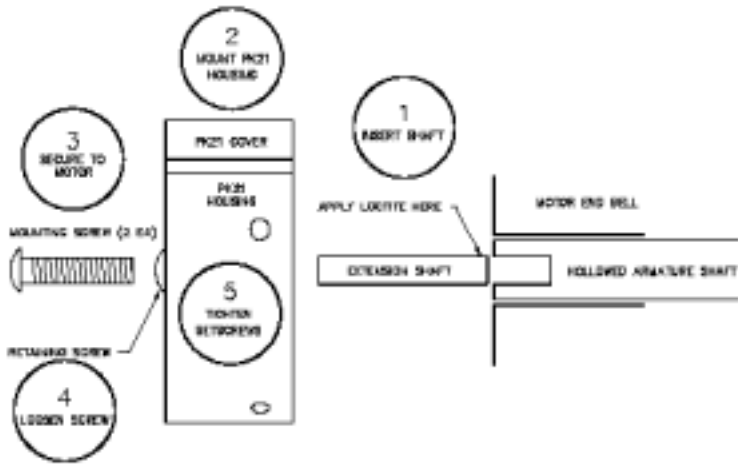 2
MOUNT PK21
HOUSING
1
INSERT SHAFT
3
SECURE TO
MOTOR
PK21 COVER
PK21
HOUSING
APPLY LOCTITE HERE
MOTOR END BELL
MOUNTING SCREW (2 EA)
EXTENSION SHAFT
HOLLOWED ARMATURE SHAFT
5
TIGHTEN
SETSCREWS
RETAINING SCREW
4
LOOSEN SCREW